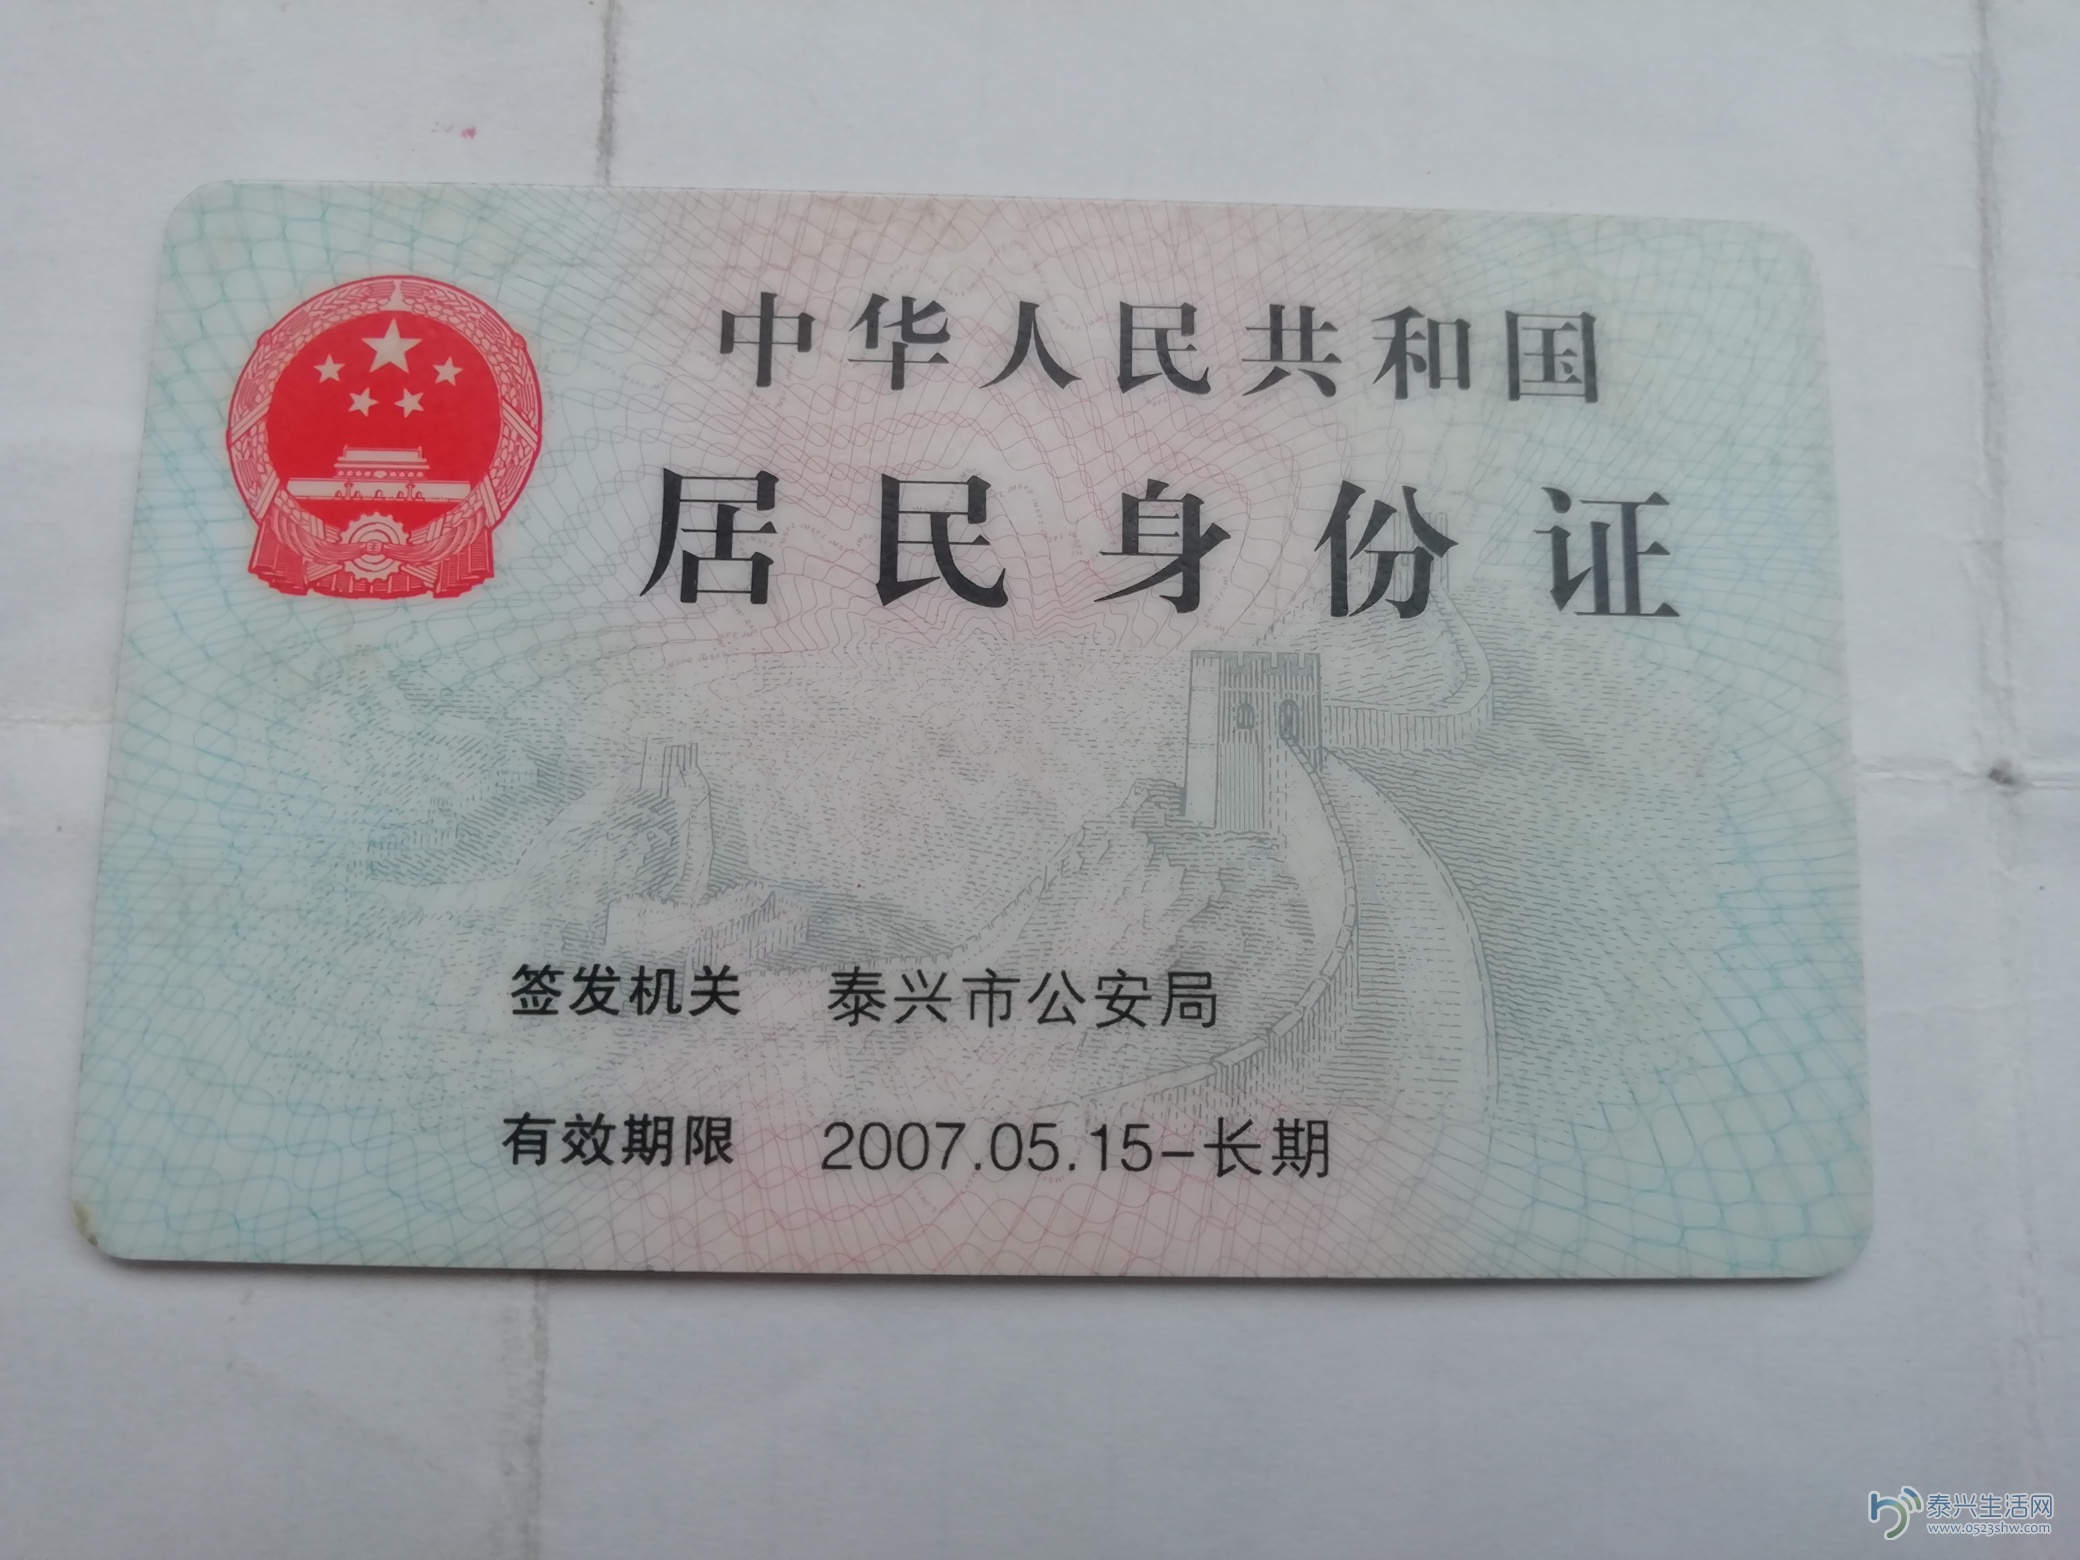 中华人民共和国
居民身份证
签发机关 泰兴市公安局
有效期限 2007.05.15-长期
泰兴生活网
www.0523shw.com